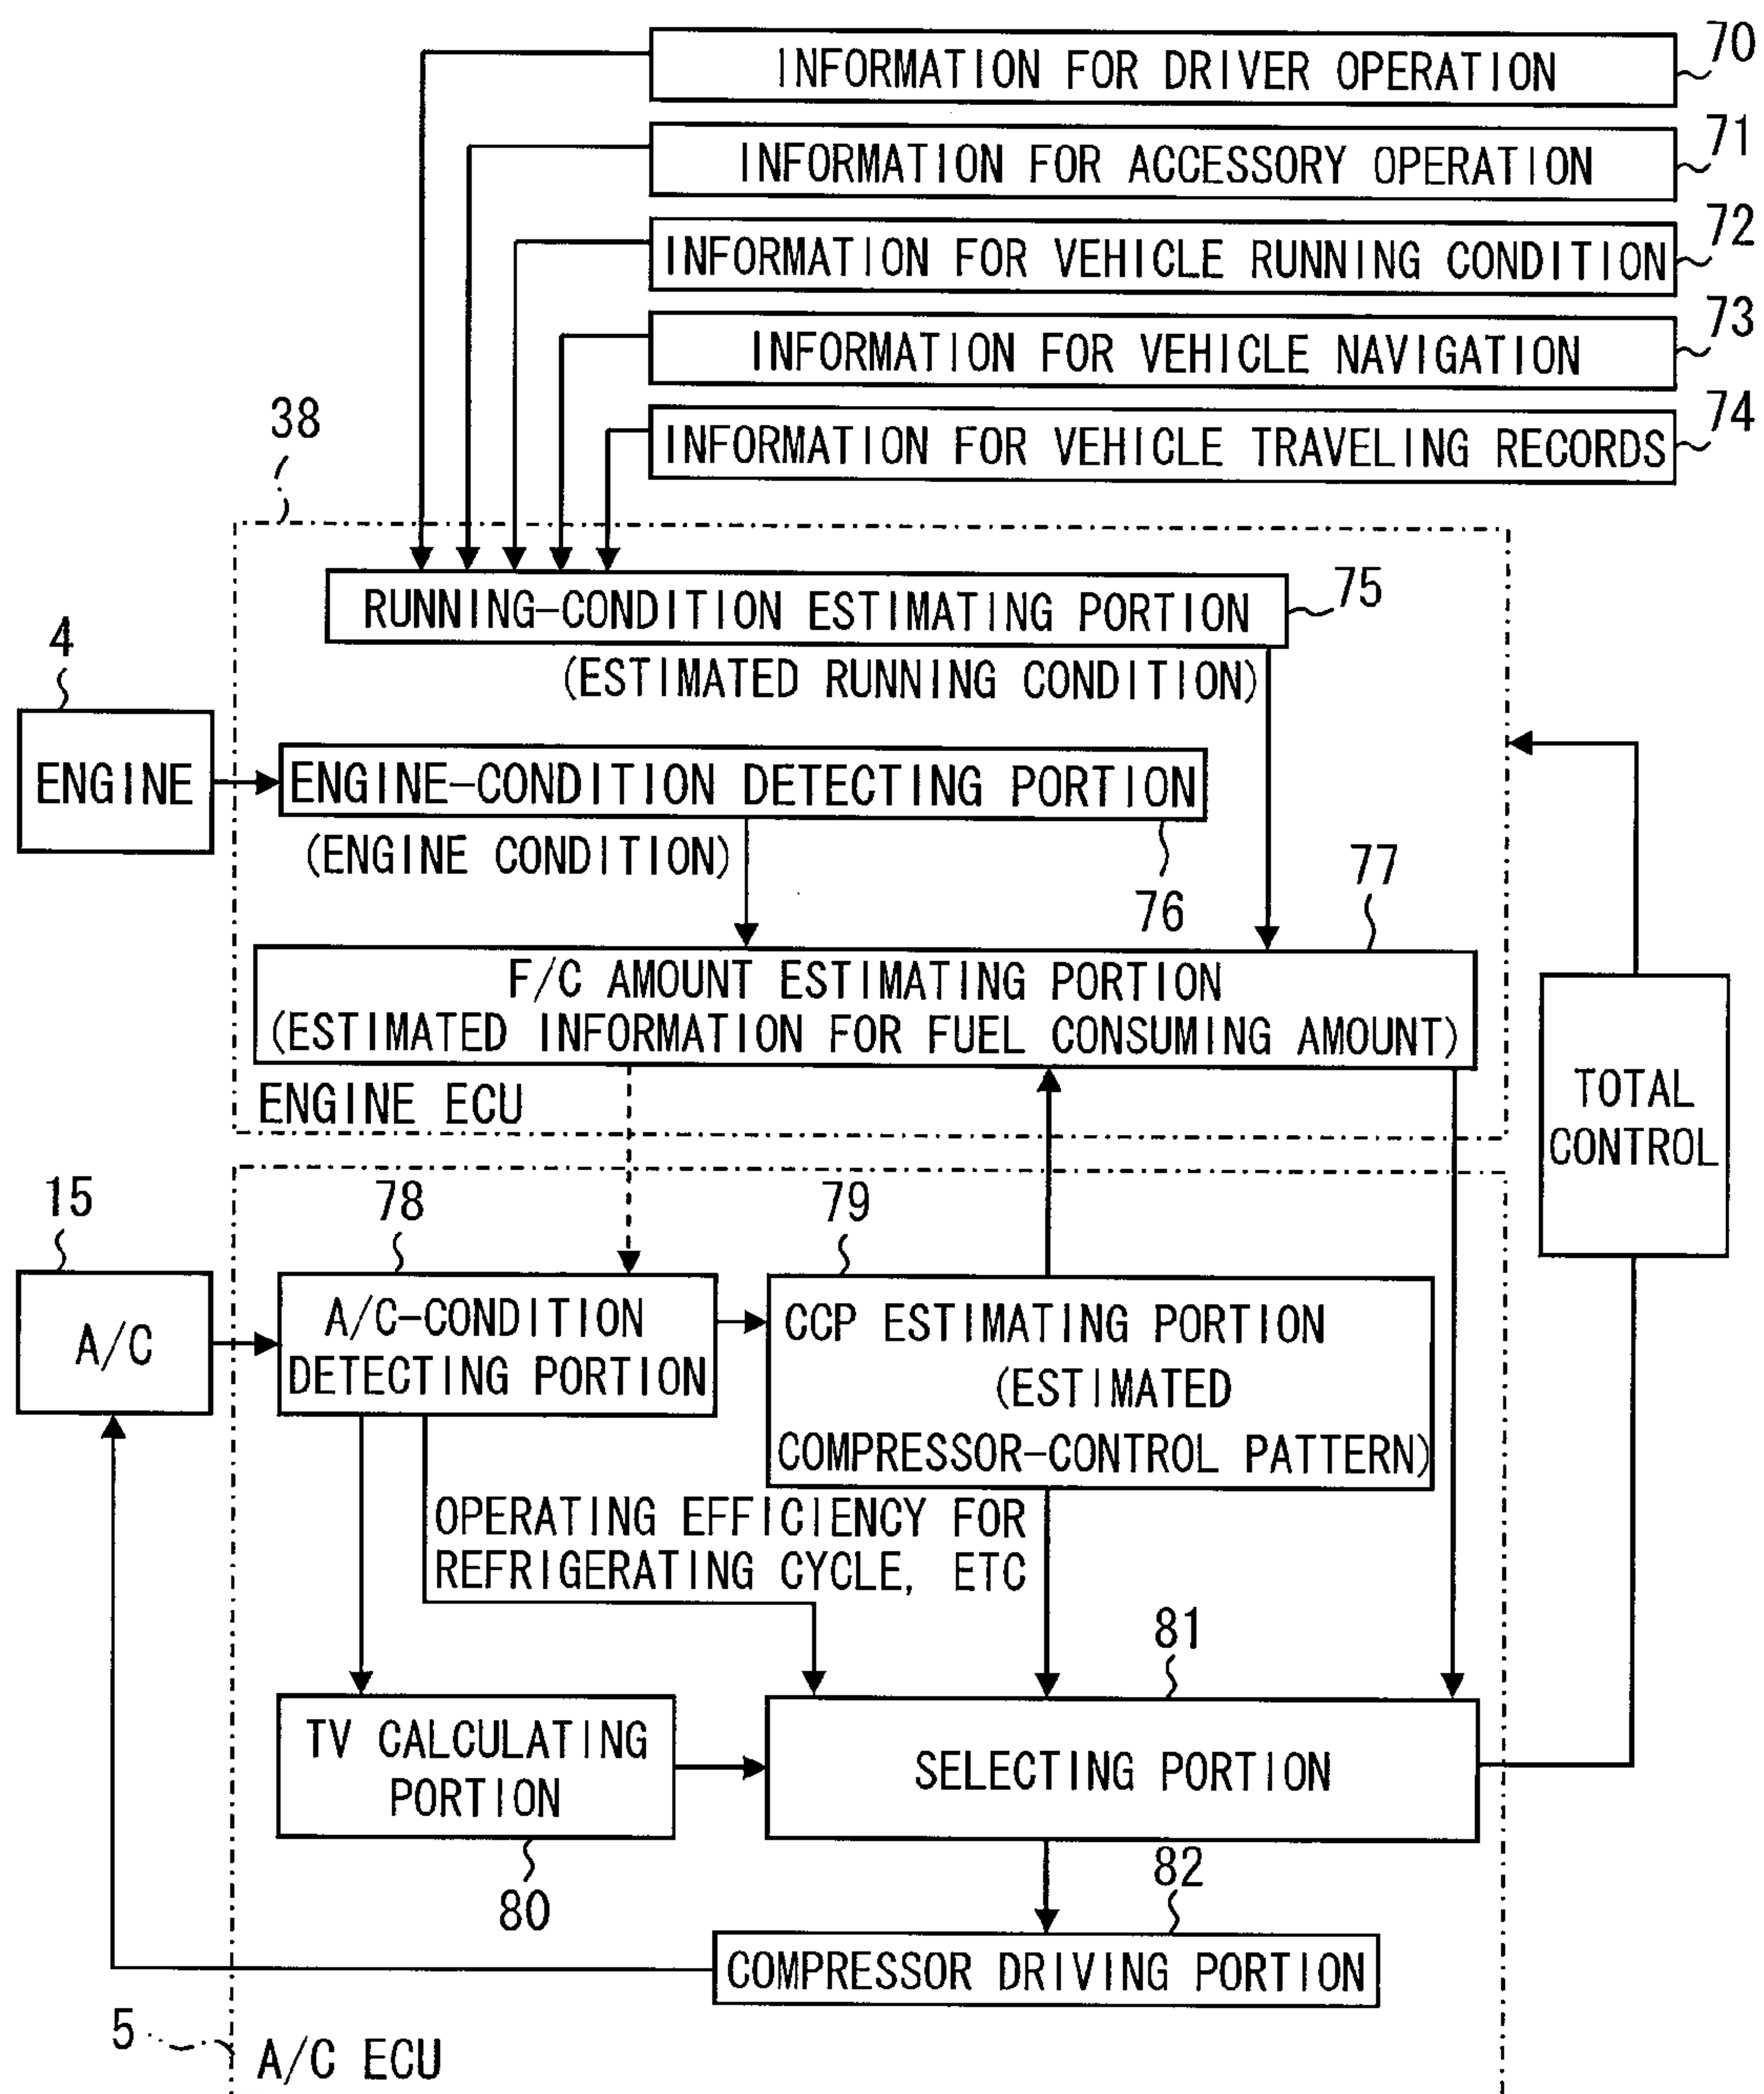 INFORMATION FOR DRIVER OPERATION
70
INFORMATION FOR ACCESSORY OPERATION
71
INFORMATION FOR VEHICLE RUNNING CONDITION
72
INFORMATION FOR VEHICLE NAVIGATION
73
INFORMATION FOR VEHICLE TRAVELING RECORDS
74
38
RUNNING-CONDITION ESTIMATING PORTION
75
(ESTIMATED RUNNING CONDITION)
4
ENGINE
ENGINE-CONDITION DETECTING PORTION
(ENGINE CONDITION)
76
77
F/C AMOUNT ESTIMATING PORTION
(ESTIMATED INFORMATION FOR FUEL CONSUMING AMOUNT)
ENGINE ECU
TOTAL
CONTROL
15
A/C
78
A/C-CONDITION
DETECTING PORTION
79
CCP ESTIMATING PORTION
(ESTIMATED
COMPRESSOR-CONTROL PATTERN)
OPERATING EFFICIENCY FOR
REFRIGERATING CYCLE, ETC
TV CALCULATING
PORTION
80
81
SELECTING PORTION
82
COMPRESSOR DRIVING PORTION
5
A/C ECU